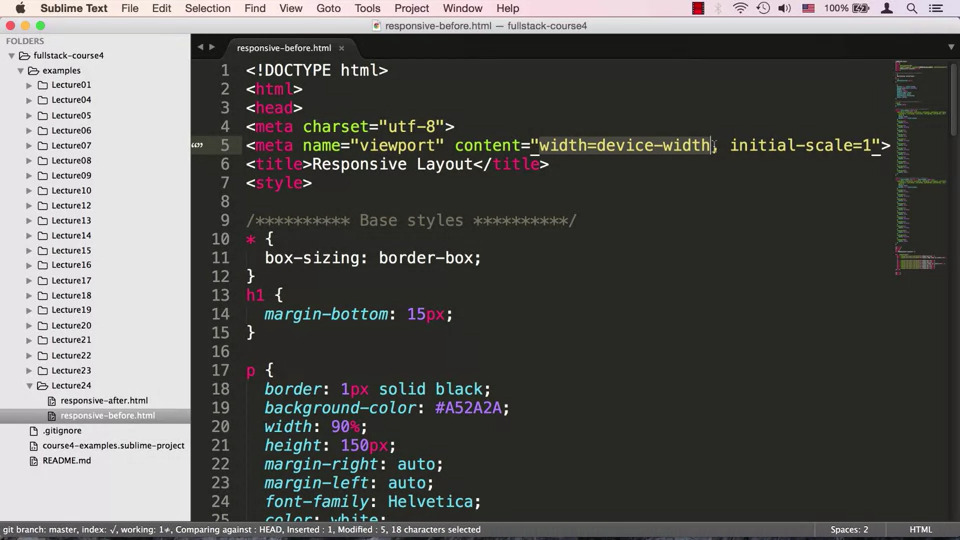 Sublime Text File Edit Selection Find View Goto Tools Project Window Help 100%
responsive-before.html — fullstack-course4
FOLDERS
fullstack-course4
examples
Lecture01
Lecture04
Lecture05
Lecture06
Lecture07
Lecture08
Lecture09
Lecture10
Lecture12
Lecture13
Lecture14
Lecture15
Lecture16
Lecture17
Lecture18
Lecture19
Lecture20
Lecture21
Lecture22
Lecture23
Lecture24
responsive-after.html
responsive-before.html
.gitignore
course4-examples.sublime-project
README.md
responsive-before.html ×
1 <!DOCTYPE html>
2 <html>
3 <head>
4 <meta charset="utf-8">
5 <meta name="viewport" content="width=device-width, initial-scale=1">
6 <title>Responsive Layout</title>
7 <style>
8
9 /********** Base styles **********/
10 * {
11 box-sizing: border-box;
12 }
13 h1 {
14 margin-bottom: 15px;
15 }
16
17 p {
18 border: 1px solid black;
19 background-color: #A52A2A;
20 width: 90%;
21 height: 150px;
22 margin-right: auto;
23 margin-left: auto;
24 font-family: Helvetica;
25 color: white;
git branch: master, index: ✓, working: 1≠, Comparing against : HEAD, Inserted : 1, Modified : 5, 18 characters selected Spaces: 2 HTML